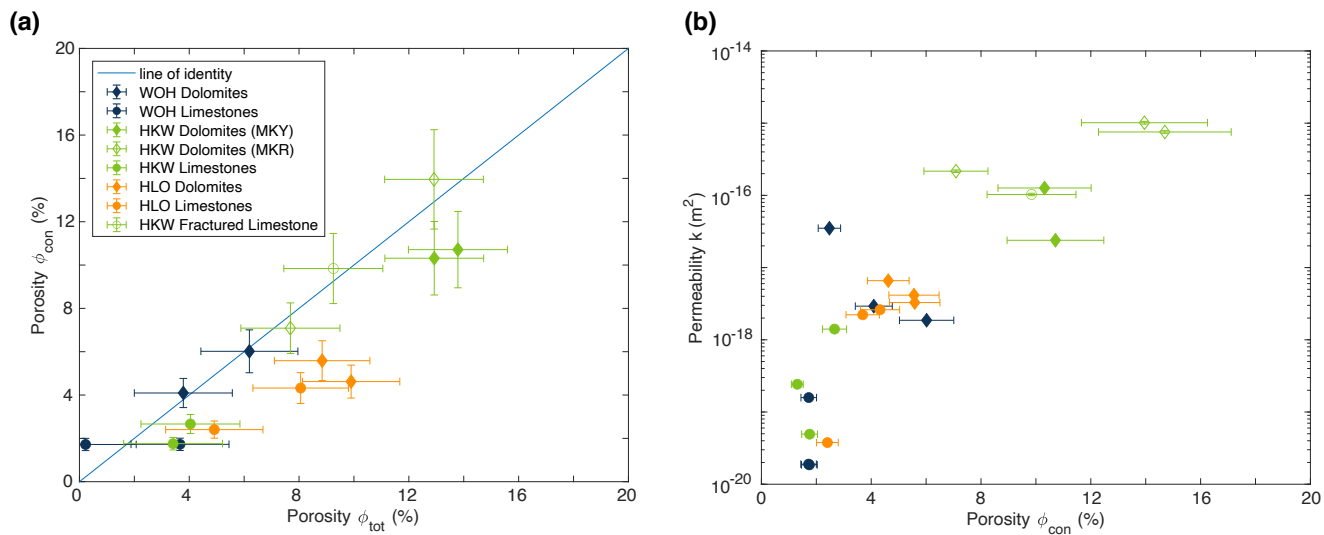 (a)
20
16
12
8
4
0
Porosity ϕcon (%)
line of identity
WOH Dolomites
WOH Limestones
HKW Dolomites (MKY)
HKW Dolomites (MKR)
HKW Limestones
HLO Dolomites
HLO Limestones
HKW Fractured Limestone
0 4 8 12 16 20
Porosity ϕtot (%)
(b)
10-14
10-16
10-18
10-20
Permeability k (m2)
0 4 8 12 16 20
Porosity ϕcon (%)